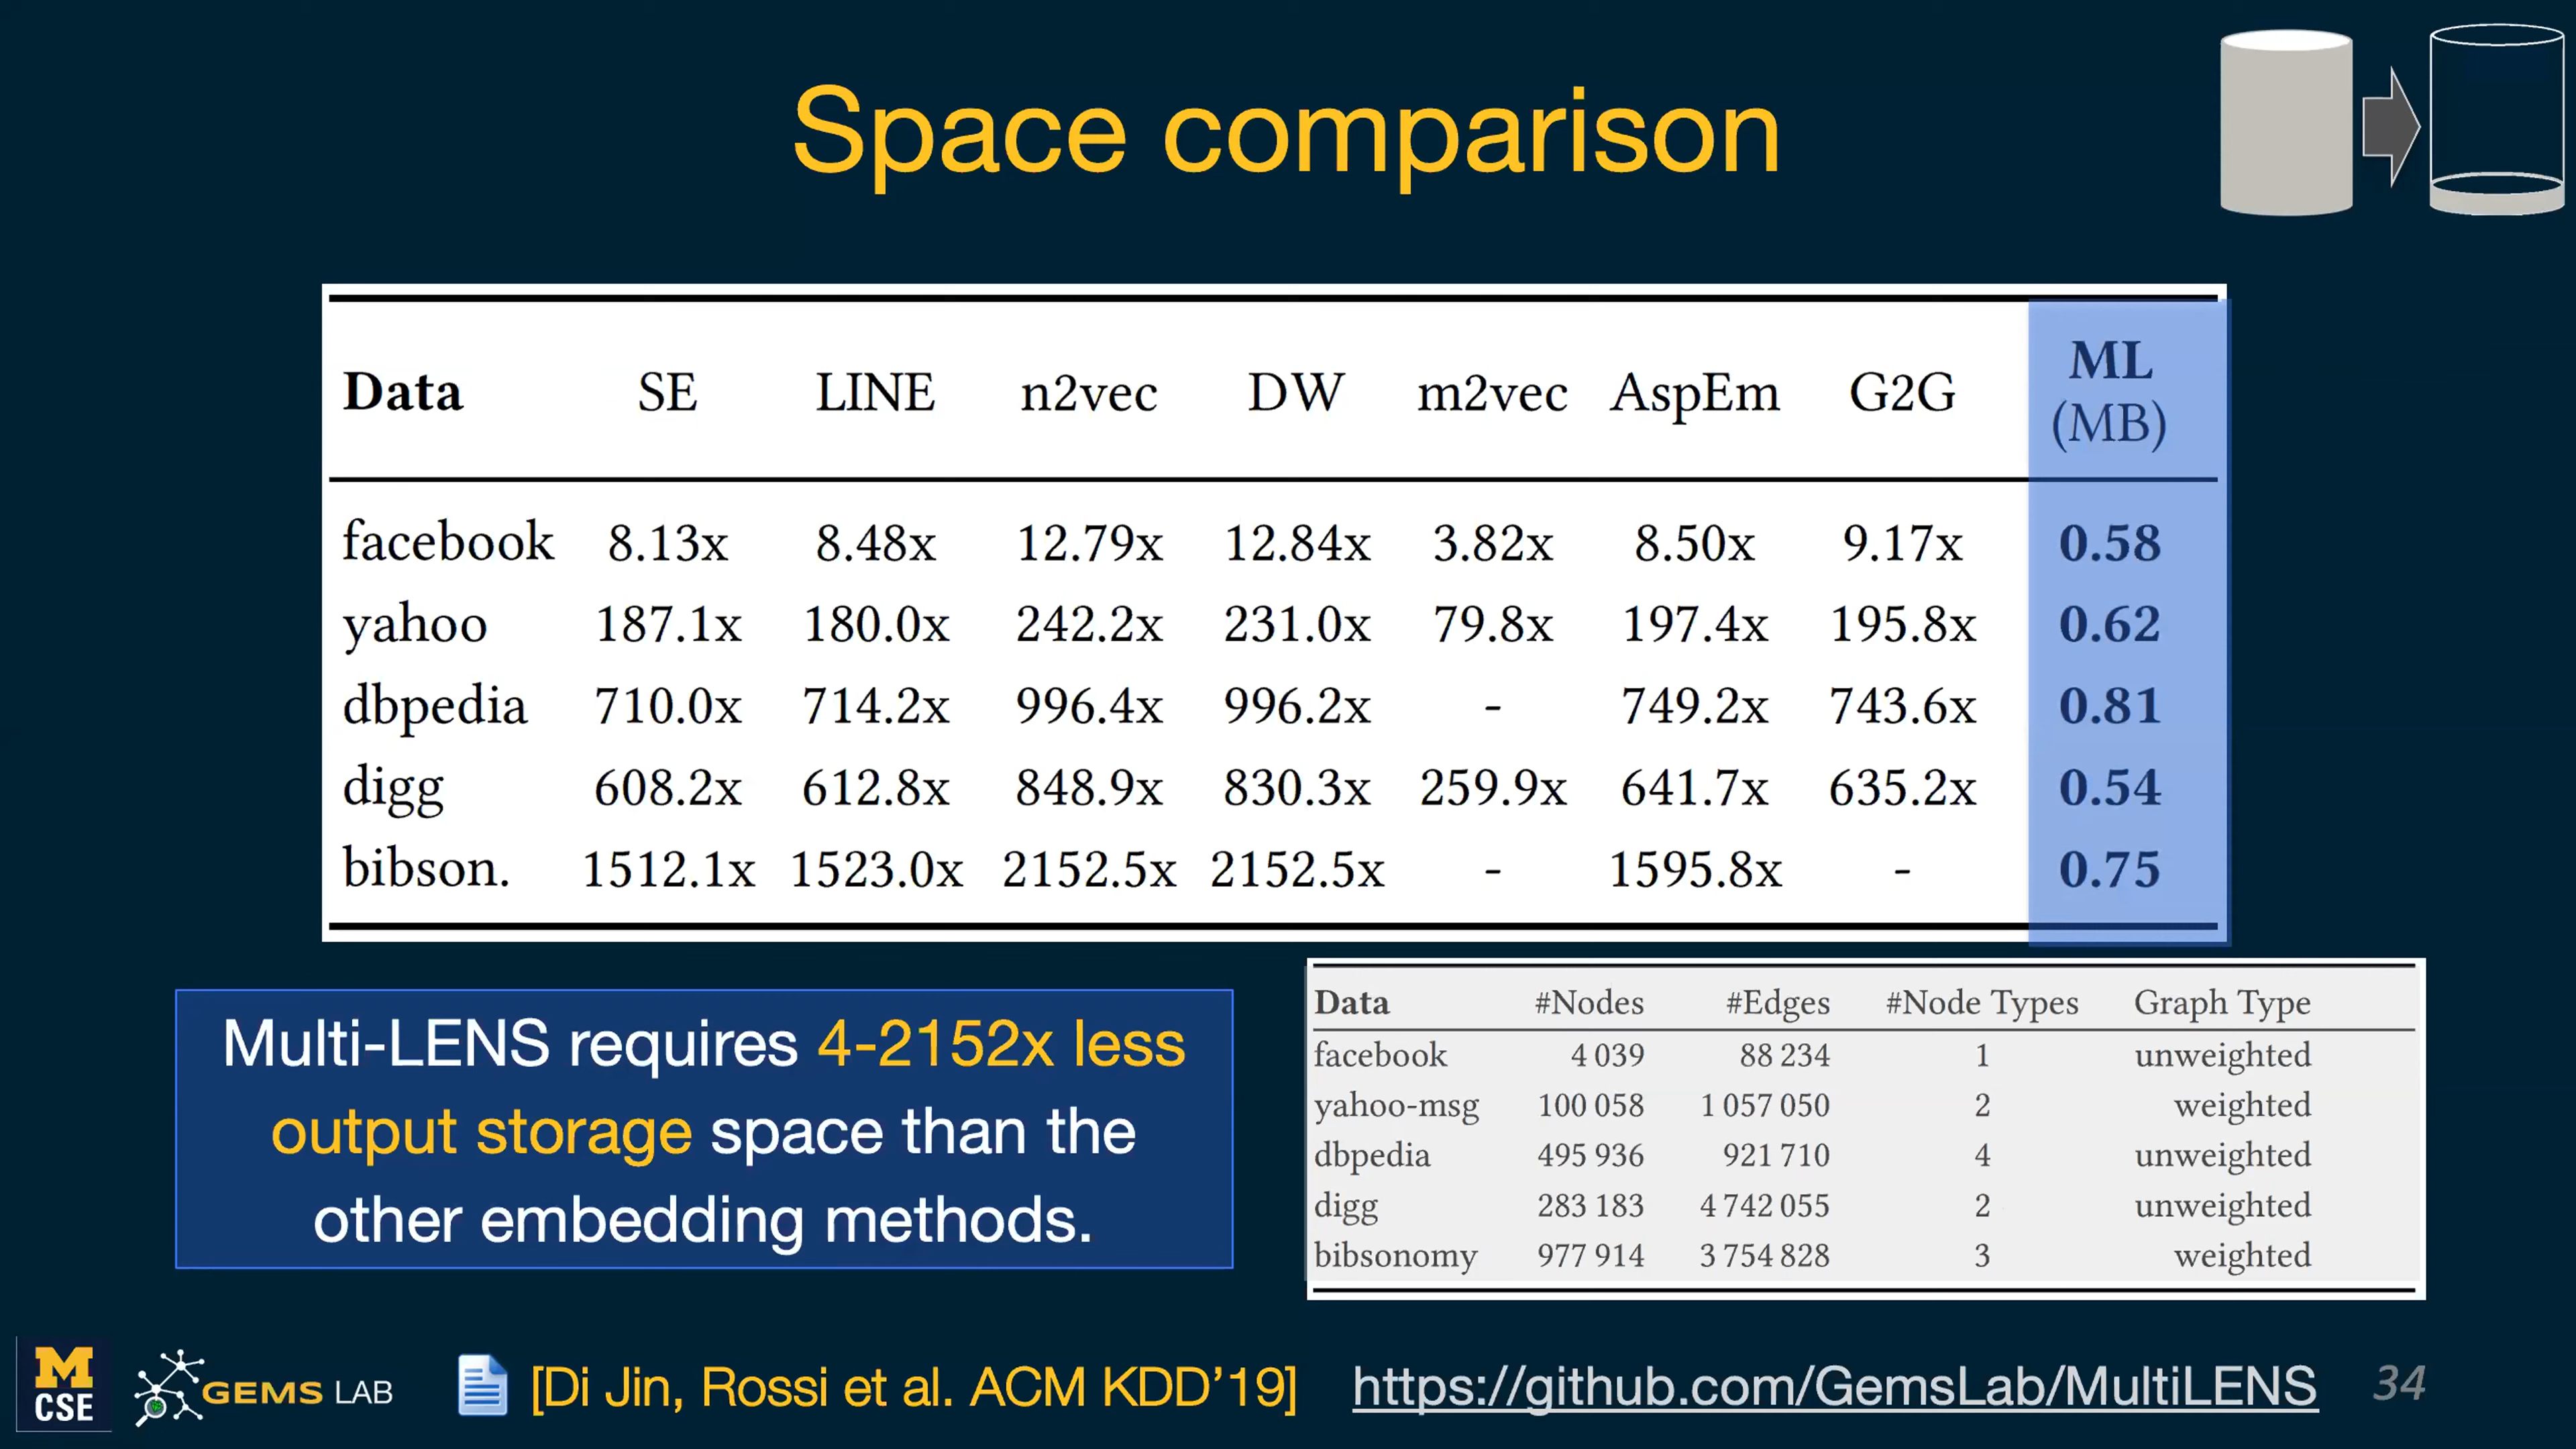 Space comparison
Data SE LINE n2vec DW m2vec AspEm G2G ML (MB)
facebook 8.13x 8.48x 12.79x 12.84x 3.82x 8.50x 9.17x 0.58
yahoo 187.1x 180.0x 242.2x 231.0x 79.8x 197.4x 195.8x 0.62
dbpedia 710.0x 714.2x 996.4x 996.2x - 749.2x 743.6x 0.81
digg 608.2x 612.8x 848.9x 830.3x 259.9x 641.7x 635.2x 0.54
bibson. 1512.1x 1523.0x 2152.5x 2152.5x - 1595.8x - 0.75
Multi-LENS requires 4-2152x less
output storage space than the
other embedding methods.
Data #Nodes #Edges #Node Types Graph Type
facebook 4 039 88 234 1 unweighted
yahoo-msg 100 058 1 057 050 2 weighted
dbpedia 495 936 921 710 4 unweighted
digg 283 183 4 742 055 2 unweighted
bibsonomy 977 914 3 754 828 3 weighted
M
CSE
GEMS LAB
[Di Jin, Rossi et al. ACM KDD’19]
https://github.com/GemsLab/MultiLENS
34